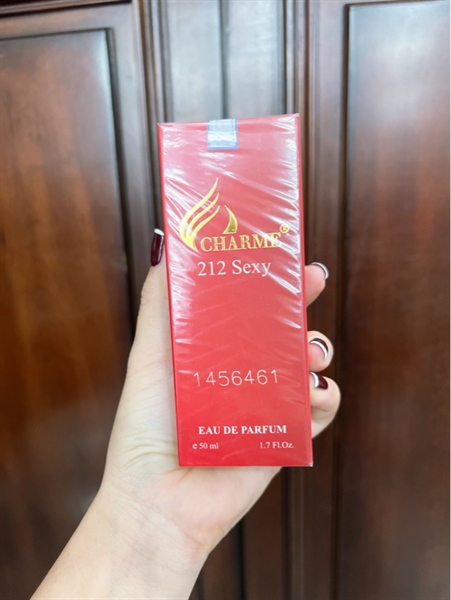 CHARME®
212 Sexy
1456461
EAU DE PARFUM
℮ 50 ml 1.7 Fl.Oz.